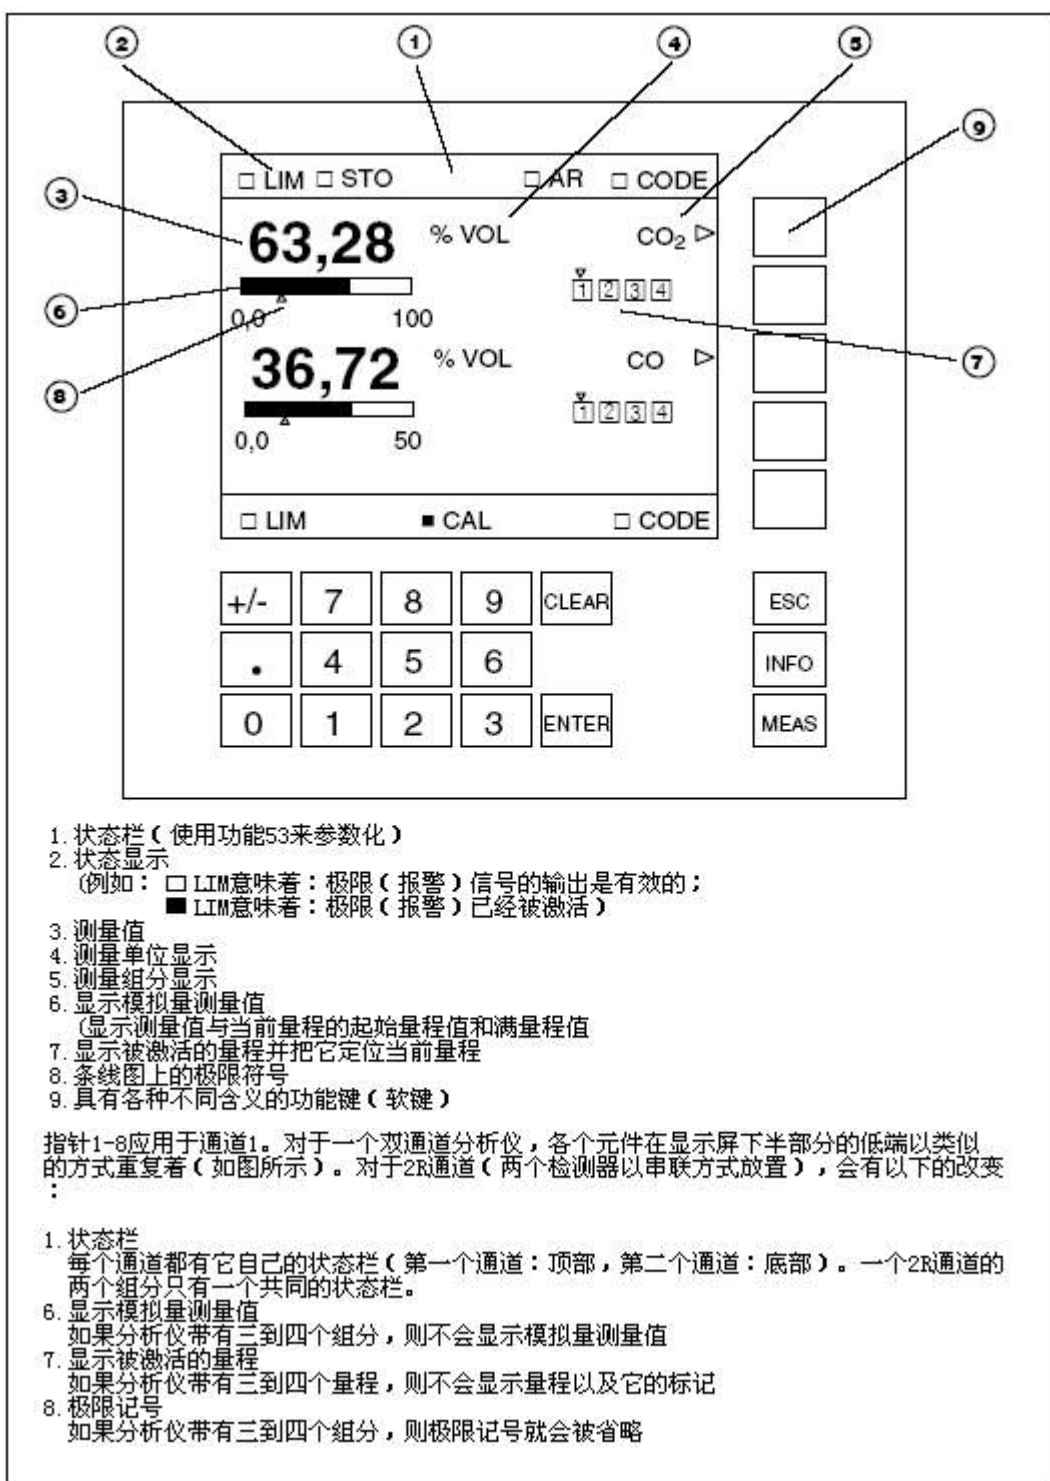 ② ① ④ ⑤
⑨
□ LIM □ STO □ AR □ CODE
③
63,28 % VOL CO₂ ▷
⑥
1 2 3 4
0,0 100
36,72 % VOL CO ▷
⑦
⑧
1 2 3 4
0,0 50
□ LIM ■ CAL □ CODE
+/- 7 8 9 CLEAR ESC
. 4 5 6 INFO
0 1 2 3 ENTER MEAS
1.状态栏(使用功能53来参数化)
2.状态显示
(例如:□ LIM意味着:极限(报警)信号的输出是有效的;
■ LIM意味着:极限(报警)已经被激活)
3.测量值
4.测量单位显示
5.测量组分显示
6.显示模拟量测量值
(显示测量值与当前量程的起始量程值和满量程值
7.显示被激活的量程并把它定位当前量程
8.条线图上的极限符号
9.具有各种不同含义的功能键(软键)
指针1-8应用于通道1。对于一个双通道分析仪,各个元件在显示屏下半部分的低端以类似
的方式重复着(如图所示)。对于2R通道(两个检测器以串联方式放置),会有以下的改变
:
1.状态栏
每个通道都有它自己的状态栏(第一个通道:顶部,第二个通道:底部)。一个2R通道的
两个组分只有一个共同的状态栏。
6.显示模拟量测量值
如果分析仪带有三到四个组分,则不会显示模拟量测量值
7.显示被激活的量程
如果分析仪带有三到四个量程,则不会显示量程以及它的标记
8.极限记号
如果分析仪带有三到四个组分,则极限记号就会被省略